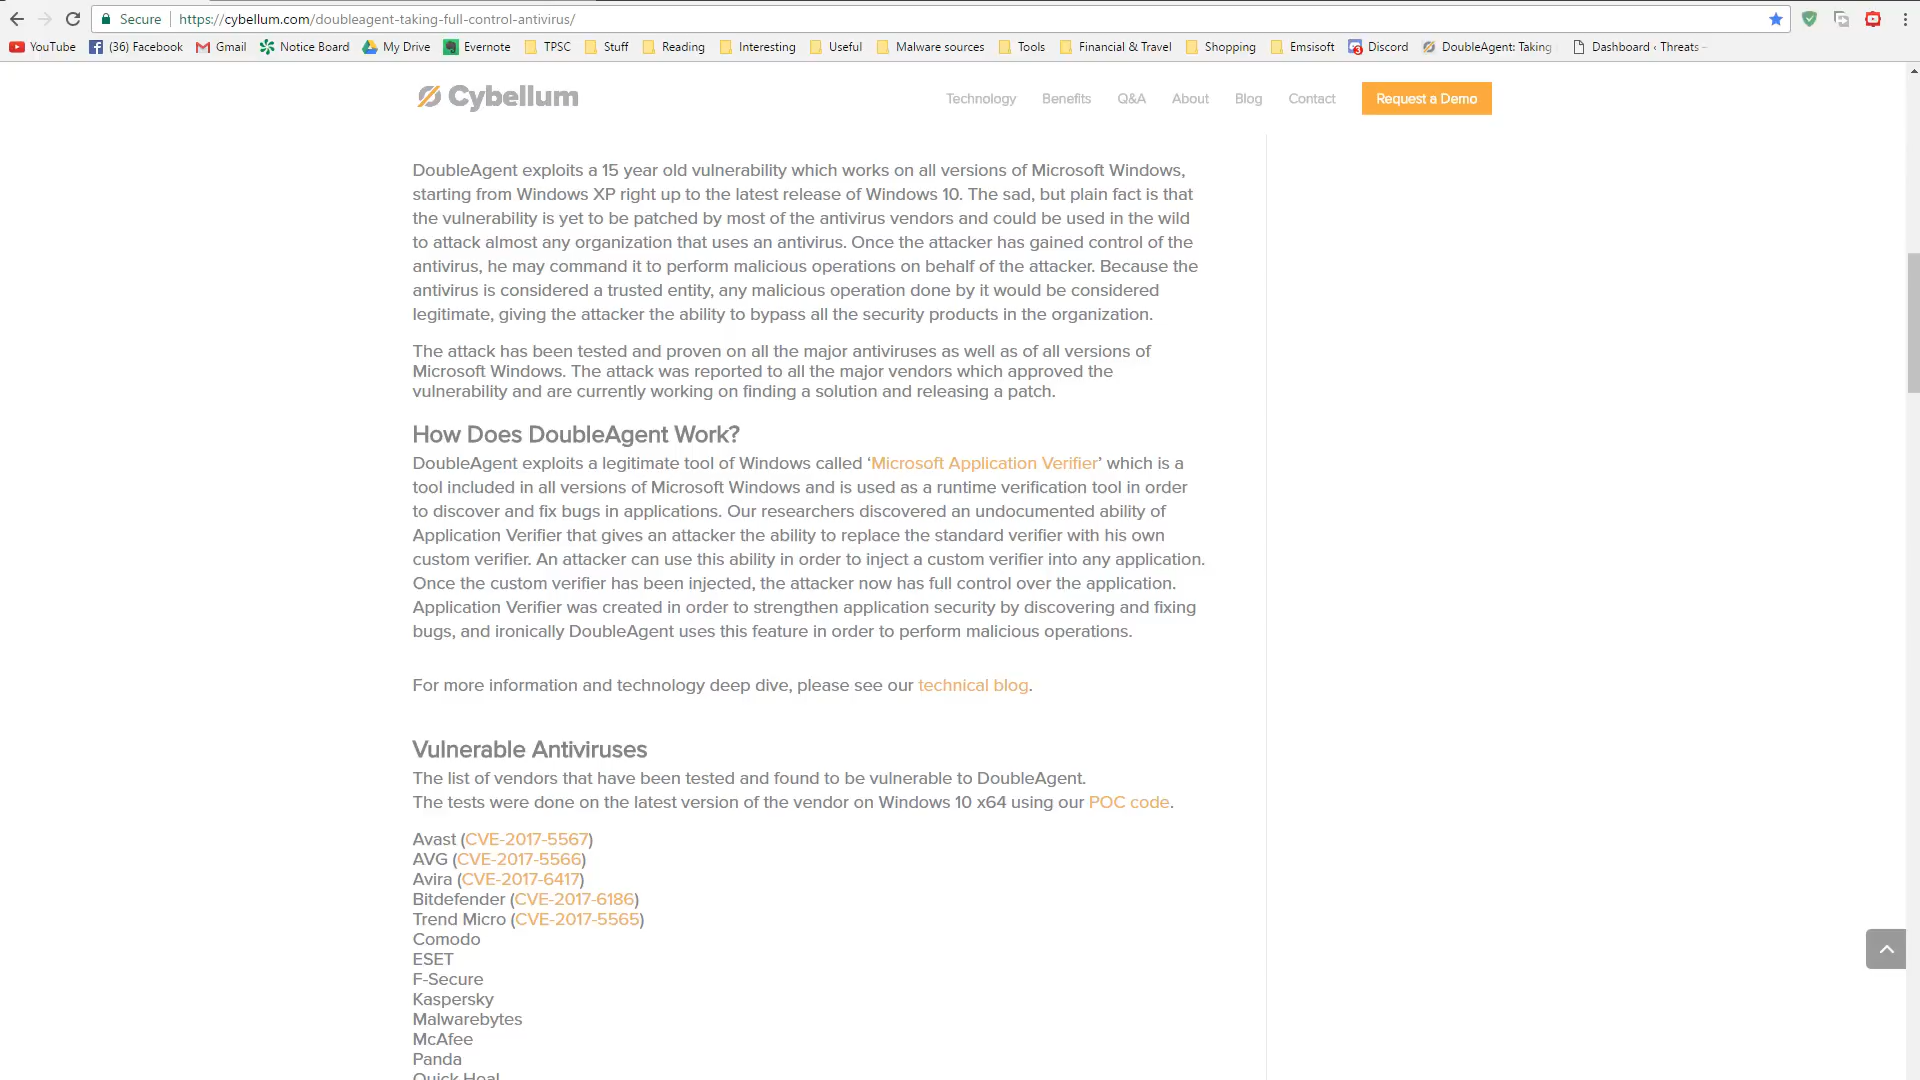 Secure https://cybellum.com/doubleagent-taking-full-control-antivirus/
YouTube (36) Facebook Gmail Notice Board My Drive Evernote TPSC Stuff Reading Interesting Useful Malware sources Tools Financial & Travel Shopping Emsisoft 3 Discord DoubleAgent: Taking Dashboard ‹ Threats –
Cybellum Technology Benefits Q&A About Blog Contact Request a Demo
DoubleAgent exploits a 15 year old vulnerability which works on all versions of Microsoft Windows,
starting from Windows XP right up to the latest release of Windows 10. The sad, but plain fact is that
the vulnerability is yet to be patched by most of the antivirus vendors and could be used in the wild
to attack almost any organization that uses an antivirus. Once the attacker has gained control of the
antivirus, he may command it to perform malicious operations on behalf of the attacker. Because the
antivirus is considered a trusted entity, any malicious operation done by it would be considered
legitimate, giving the attacker the ability to bypass all the security products in the organization.
The attack has been tested and proven on all the major antiviruses as well as of all versions of
Microsoft Windows. The attack was reported to all the major vendors which approved the
vulnerability and are currently working on finding a solution and releasing a patch.
How Does DoubleAgent Work?
DoubleAgent exploits a legitimate tool of Windows called ‘Microsoft Application Verifier’ which is a
tool included in all versions of Microsoft Windows and is used as a runtime verification tool in order
to discover and fix bugs in applications. Our researchers discovered an undocumented ability of
Application Verifier that gives an attacker the ability to replace the standard verifier with his own
custom verifier. An attacker can use this ability in order to inject a custom verifier into any application.
Once the custom verifier has been injected, the attacker now has full control over the application.
Application Verifier was created in order to strengthen application security by discovering and fixing
bugs, and ironically DoubleAgent uses this feature in order to perform malicious operations.
For more information and technology deep dive, please see our technical blog.
Vulnerable Antiviruses
The list of vendors that have been tested and found to be vulnerable to DoubleAgent.
The tests were done on the latest version of the vendor on Windows 10 x64 using our POC code.
Avast (CVE-2017-5567)
AVG (CVE-2017-5566)
Avira (CVE-2017-6417)
Bitdefender (CVE-2017-6186)
Trend Micro (CVE-2017-5565)
Comodo
ESET
F-Secure
Kaspersky
Malwarebytes
McAfee
Panda
Quick Heal